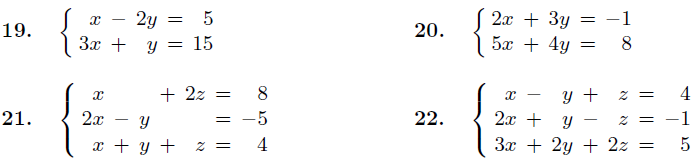 19. { x − 2y = 5
3x + y = 15
20. { 2x + 3y = −1
5x + 4y = 8
21. { x + 2z = 8
2x − y = −5
x + y + z = 4
22. { x − y + z = 4
2x + y − z = −1
3x + 2y + 2z = 5